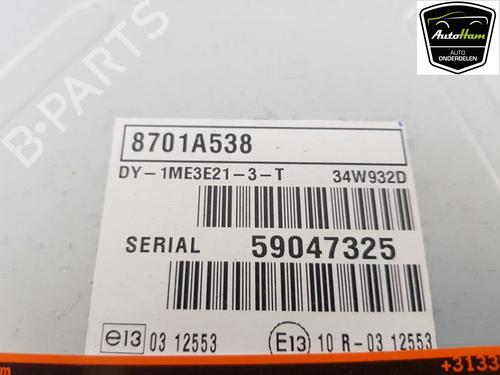 AutoHam
AUTO
ONDERDELEN
B-PARTS
8701A538
DY-1ME3E21-3-T 34W932D
SERIAL 59047325
e13 03 12553 E13 10 R-03 12553
m +3133